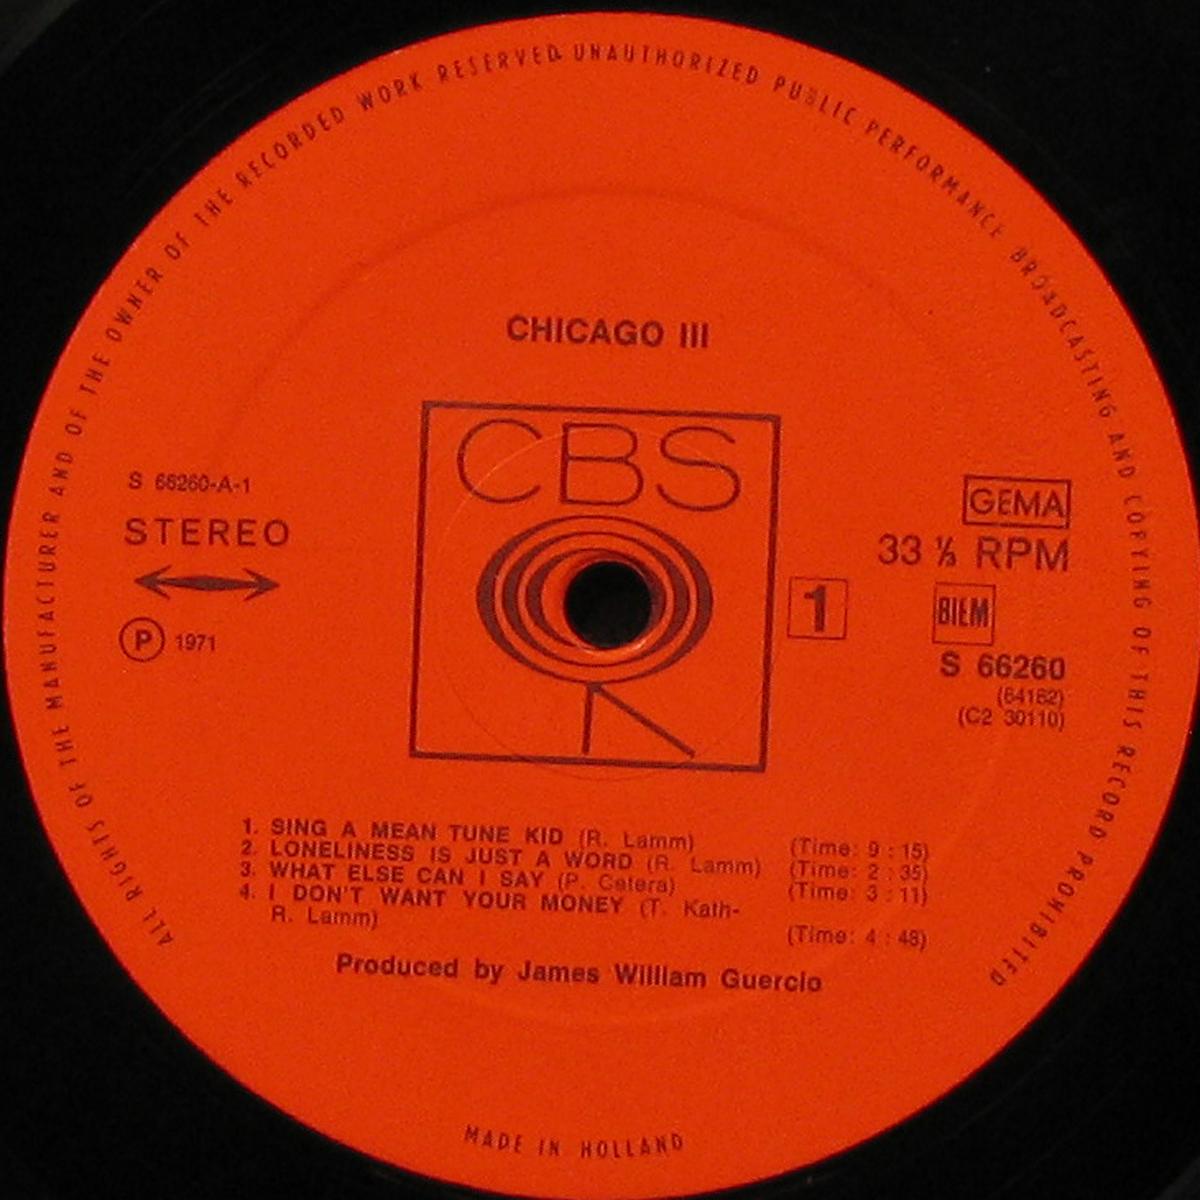 ALL RIGHTS OF THE MANUFACTURER AND OF THE OWNER OF THE RECORDED WORK RESERVED. UNAUTHORIZED PUBLIC PERFORMANCE BROADCASTING AND COPYING OF THIS RECORD PROHIBITED
CHICAGO III
CBS
S 66260-A-1
STEREO
P 1971
GEMA
33 ⅓ RPM
1
BIEM
S 66260
(64162)
(C2 30110)
1. SING A MEAN TUNE KID (R. Lamm) (Time: 9 : 15)
2. LONELINESS IS JUST A WORD (R. Lamm) (Time: 2 : 35)
3. WHAT ELSE CAN I SAY (P. Cetera) (Time: 3 : 11)
4. I DON'T WANT YOUR MONEY (T. Kath-
R. Lamm) (Time: 4 : 48)
Produced by James William Guercio
MADE IN HOLLAND